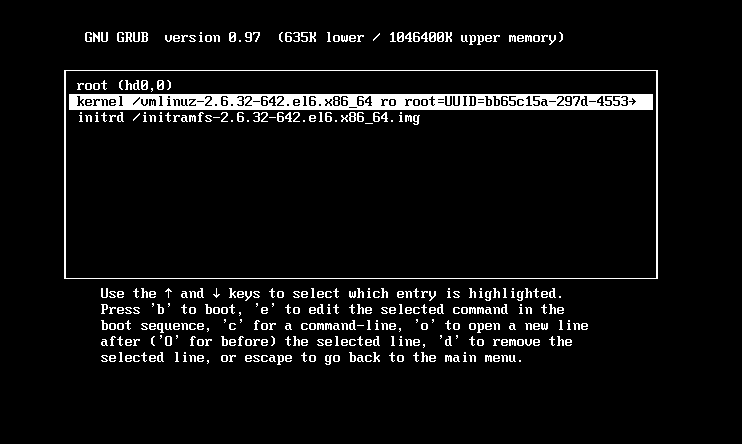 GNU GRUB  version 0.97  (635K lower / 1046400K upper memory)
root (hd0,0)
kernel /vmlinuz-2.6.32-642.el6.x86_64 ro root=UUID=bb65c15a-297d-4553→
initrd /initramfs-2.6.32-642.el6.x86_64.img
Use the ↑ and ↓ keys to select which entry is highlighted.
Press 'b' to boot, 'e' to edit the selected command in the
boot sequence, 'c' for a command-line, 'o' to open a new line
after ('O' for before) the selected line, 'd' to remove the
selected line, or escape to go back to the main menu.